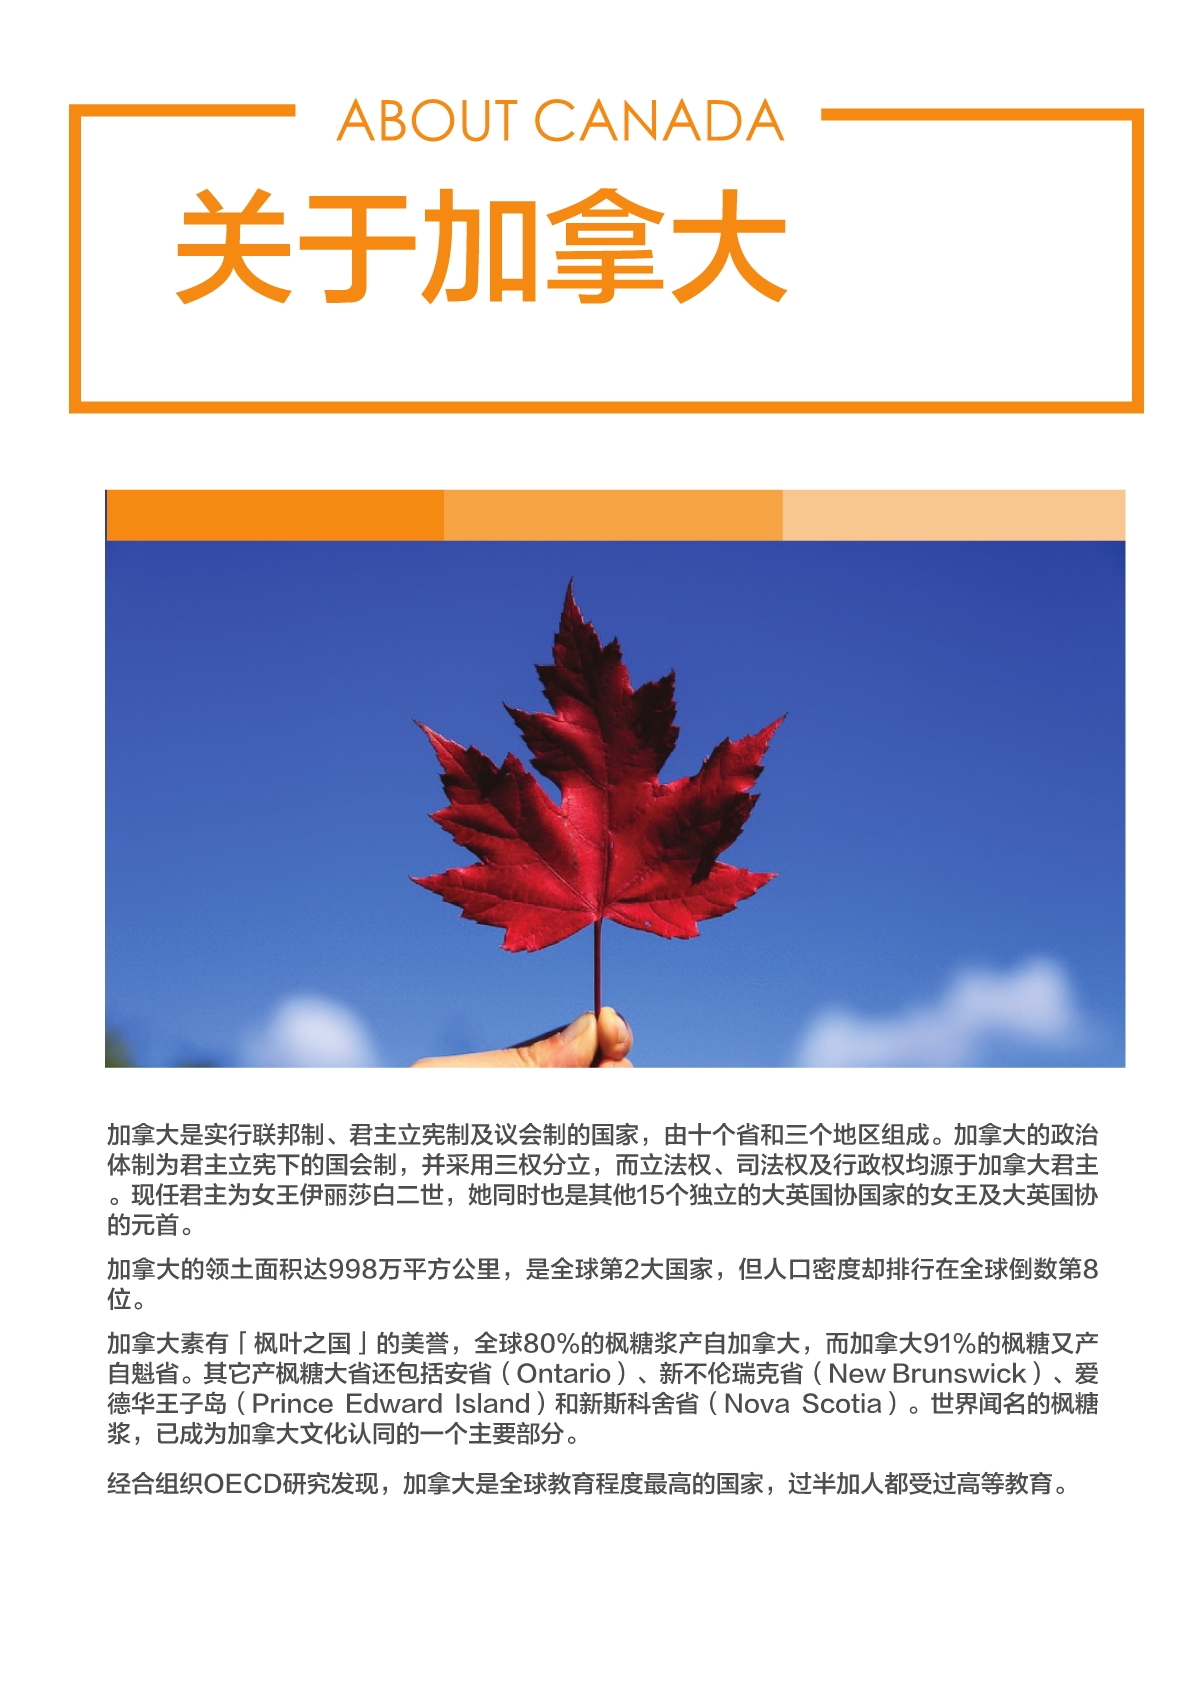 ABOUT CANADA
关于加拿大
加拿大是实行联邦制、君主立宪制及议会制的国家，由十个省和三个地区组成。加拿大的政治
体制为君主立宪下的国会制，并采用三权分立，而立法权、司法权及行政权均源于加拿大君主
。现任君主为女王伊丽莎白二世，她同时也是其他15个独立的大英国协国家的女王及大英国协
的元首。
加拿大的领土面积达998万平方公里，是全球第2大国家，但人口密度却排行在全球倒数第8
位。
加拿大素有「枫叶之国」的美誉，全球80%的枫糖浆产自加拿大，而加拿大91%的枫糖又产
自魁省。其它产枫糖大省还包括安省（Ontario）、新不伦瑞克省（New Brunswick）、爱
德华王子岛（Prince Edward Island）和新斯科舍省（Nova Scotia）。世界闻名的枫糖
浆，已成为加拿大文化认同的一个主要部分。
经合组织OECD研究发现，加拿大是全球教育程度最高的国家，过半加人都受过高等教育。